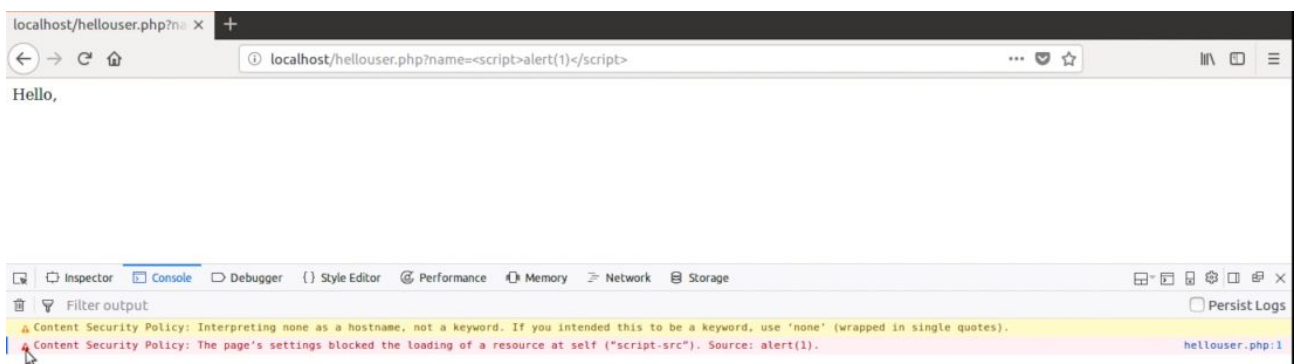 localhost/hellouser.php?na
localhost/hellouser.php?name=<script>alert(1)</script>
Hello,
Inspector Console Debugger {} Style Editor Performance Memory Network Storage
Filter output Persist Logs
Content Security Policy: Interpreting none as a hostname, not a keyword. If you intended this to be a keyword, use 'none' (wrapped in single quotes).
Content Security Policy: The page's settings blocked the loading of a resource at self ("script-src"). Source: alert(1). hellouser.php:1